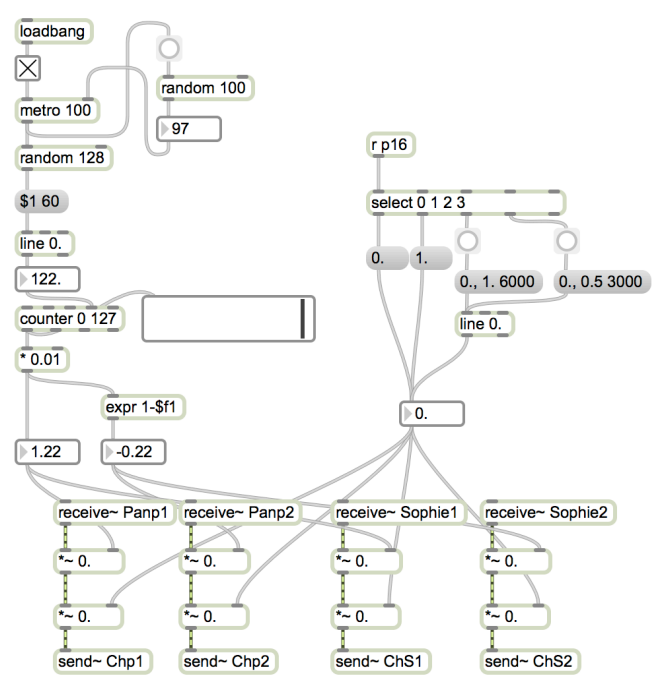 loadbang
random 100
metro 100
97
random 128
r p16
$1 60
select 0 1 2 3
line 0.
0.
1.
122.
0., 1. 6000
0., 0.5 3000
counter 0 127
line 0.
* 0.01
expr 1-$f1
0.
1.22
-0.22
receive~ Panp1
receive~ Panp2
receive~ Sophie1
receive~ Sophie2
*~ 0.
*~ 0.
*~ 0.
*~ 0.
*~ 0.
*~ 0.
*~ 0.
*~ 0.
send~ Chp1
send~ Chp2
send~ ChS1
send~ ChS2